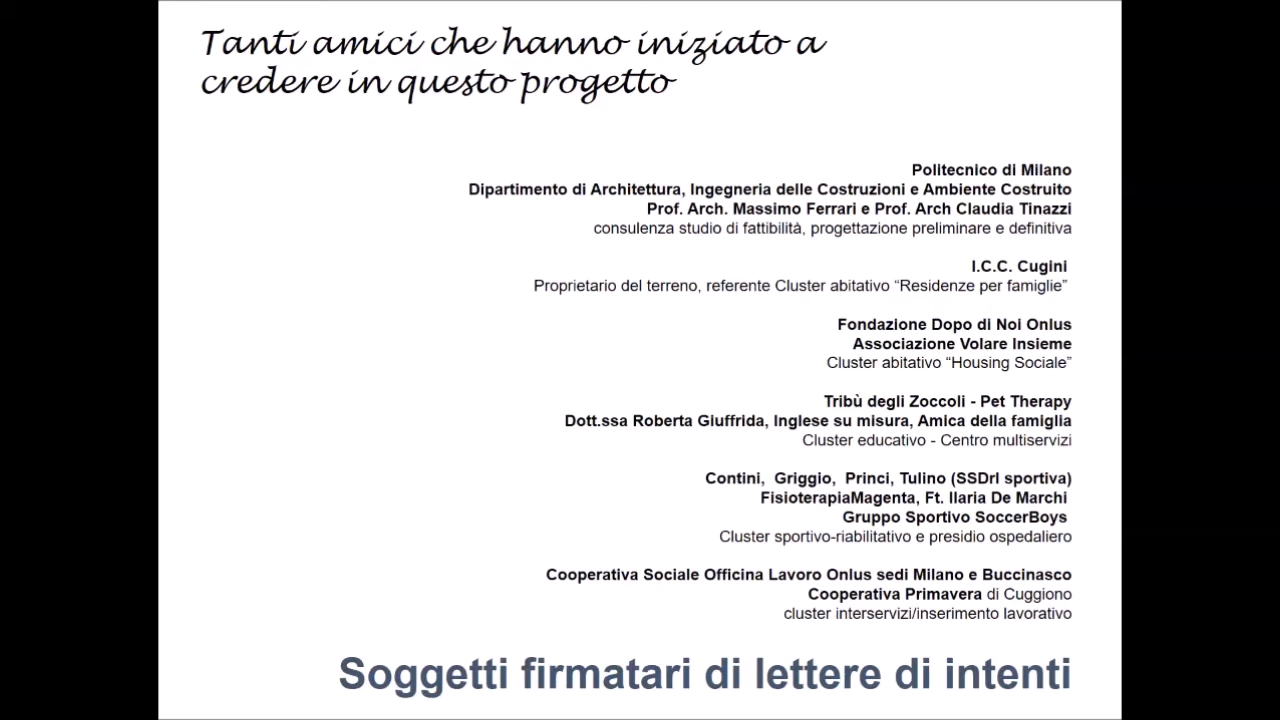 Tanti amici che hanno iniziato a
credere in questo progetto
Politecnico di Milano
Dipartimento di Architettura, Ingegneria delle Costruzioni e Ambiente Costruito
Prof. Arch. Massimo Ferrari e Prof. Arch Claudia Tinazzi
consulenza studio di fattibilità, progettazione preliminare e definitiva
I.C.C. Cugini
Proprietario del terreno, referente Cluster abitativo “Residenze per famiglie”
Fondazione Dopo di Noi Onlus
Associazione Volare Insieme
Cluster abitativo “Housing Sociale”
Tribù degli Zoccoli - Pet Therapy
Dott.ssa Roberta Giuffrida, Inglese su misura, Amica della famiglia
Cluster educativo - Centro multiservizi
Contini,  Griggio,  Princi, Tulino (SSDrl sportiva)
FisioterapiaMagenta, Ft. Ilaria De Marchi
Gruppo Sportivo SoccerBoys
Cluster sportivo-riabilitativo e presidio ospedaliero
Cooperativa Sociale Officina Lavoro Onlus sedi Milano e Buccinasco
Cooperativa Primavera di Cuggiono
cluster interservizi/inserimento lavorativo
Soggetti firmatari di lettere di intenti